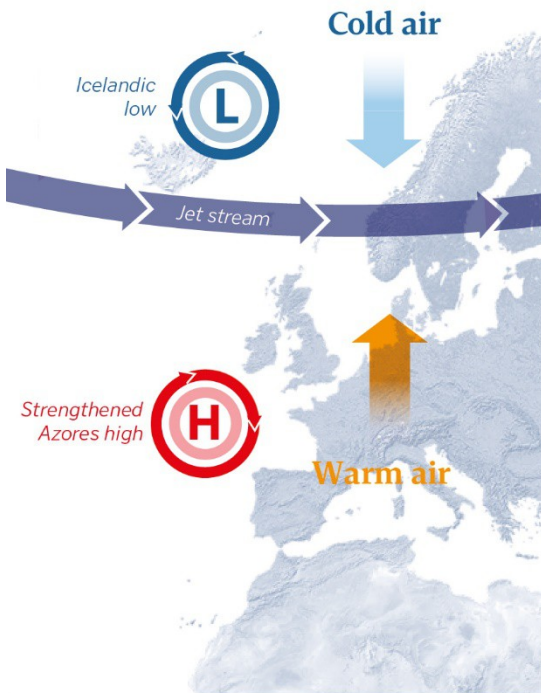 Cold air
Icelandic
low
L
Jet stream
Strengthened
Azores high
H
Warm air